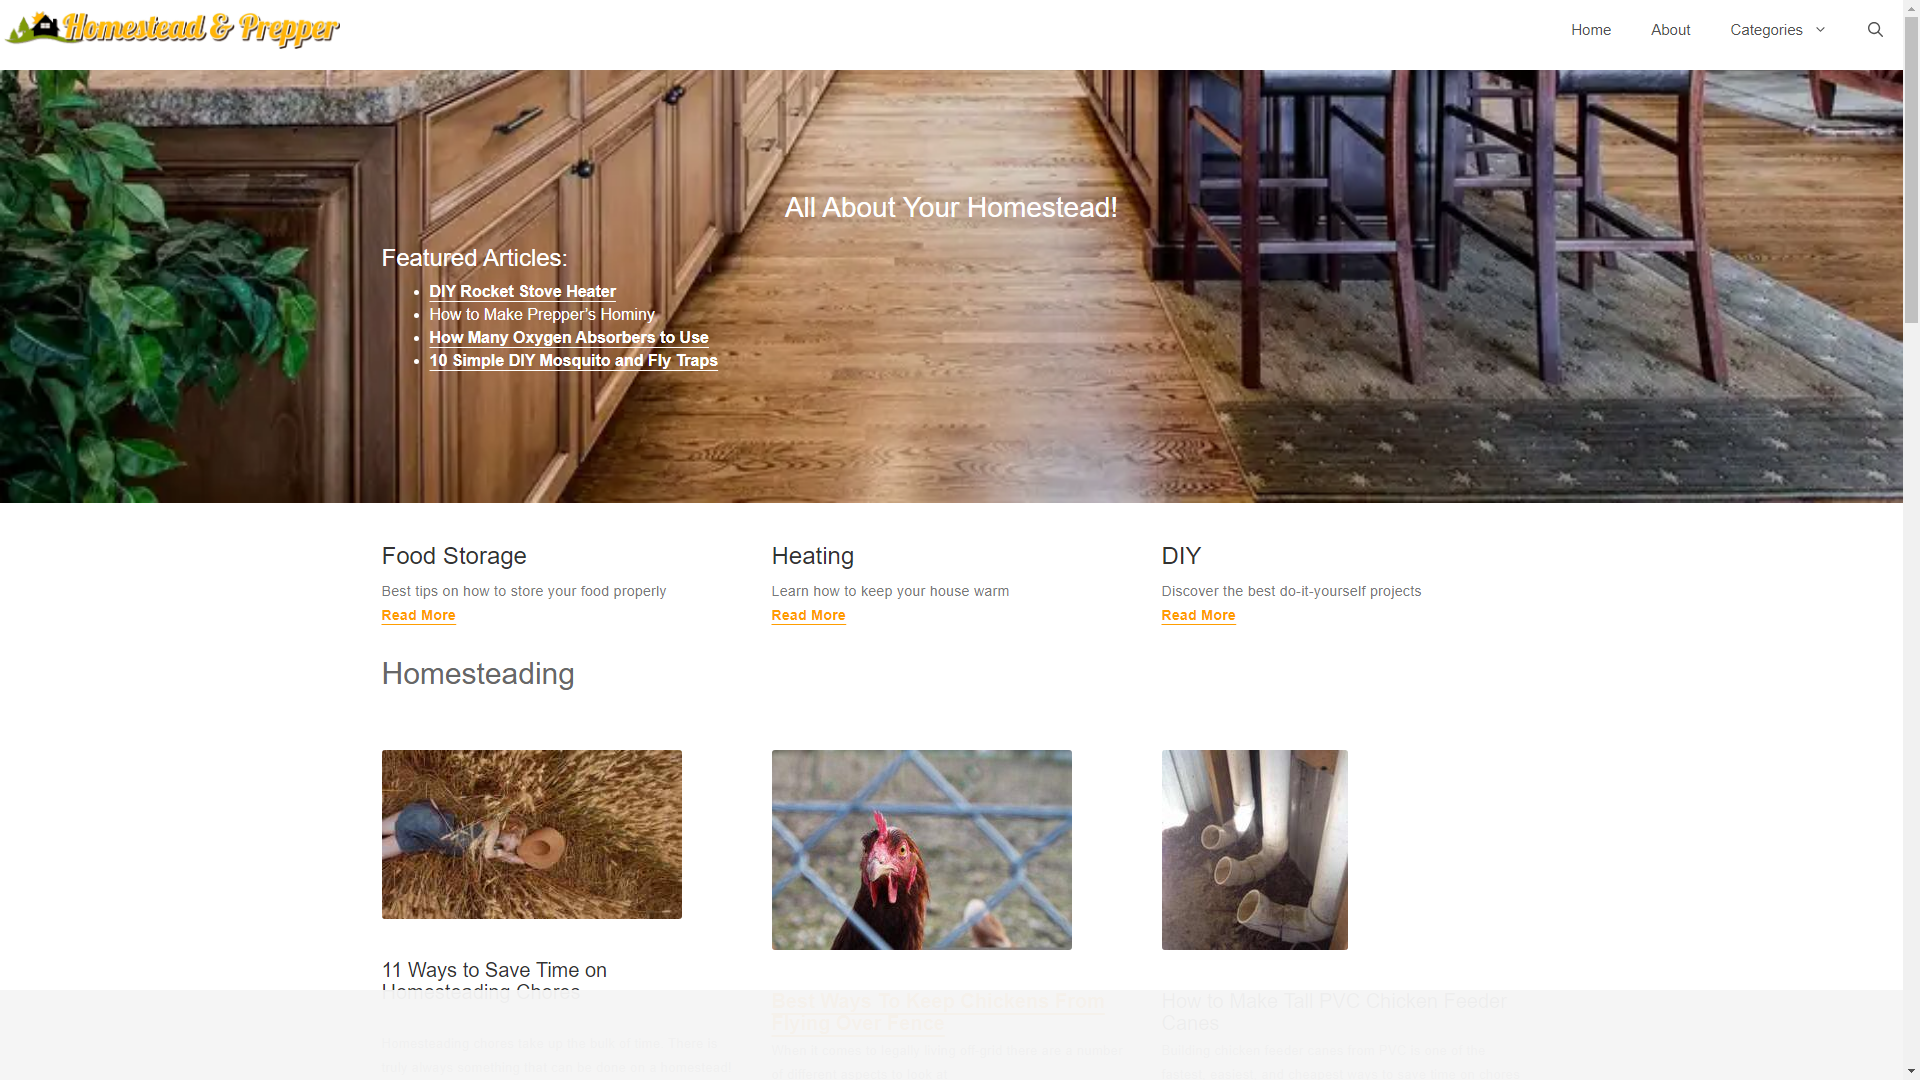 Homestead & Prepper
Home
About
Categories
All About Your Homestead!
Featured Articles:
DIY Rocket Stove Heater
How to Make Prepper's Hominy
How Many Oxygen Absorbers to Use
10 Simple DIY Mosquito and Fly Traps
Food Storage
Best tips on how to store your food properly
Read More
Heating
Learn how to keep your house warm
Read More
DIY
Discover the best do-it-yourself projects
Read More
Homesteading
11 Ways to Save Time on
Homesteading Chores
Best Ways To Keep Chickens From
Flying Over Fence
How to Make Tall PVC Chicken Feeder
Canes